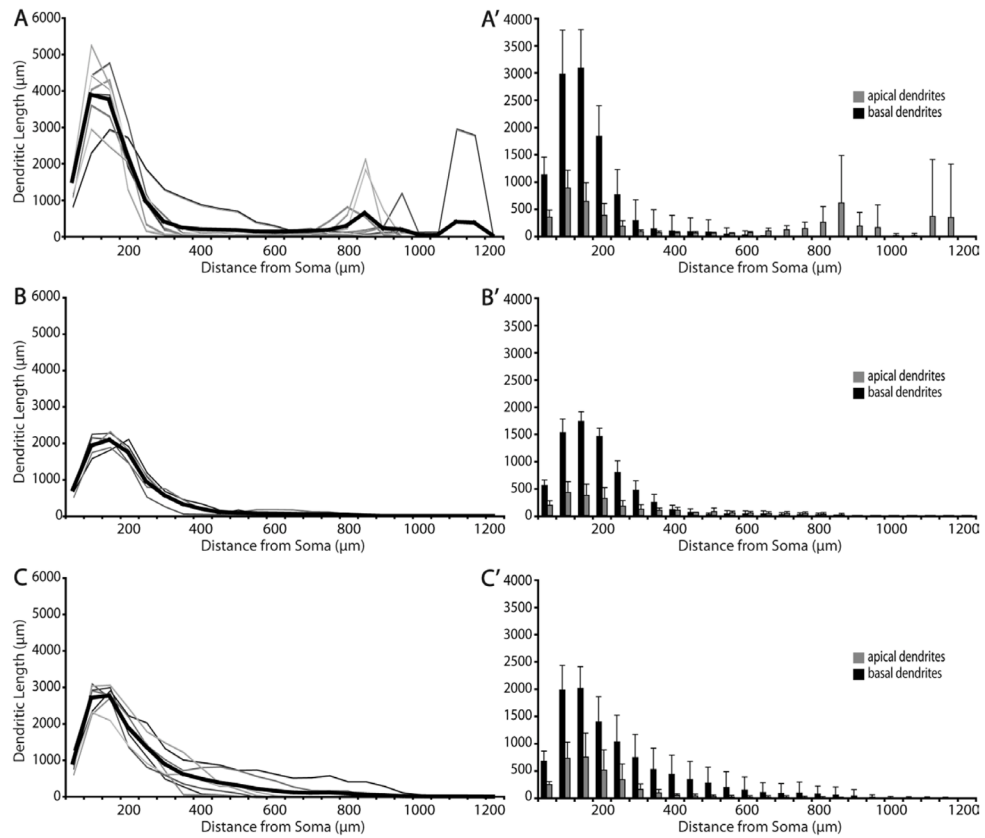 A
6000
5000
4000
3000
2000
1000
0
Dendritic Length (µm)
200 400 600 800 1000 1200
Distance from Soma (µm)
A′
4000
3500
3000
2500
2000
1500
1000
500
0
apical dendrites
basal dendrites
200 400 600 800 1000 1200
Distance from Soma (µm)
B
6000
5000
4000
3000
2000
1000
0
Dendritic Length (µm)
200 400 600 800 1000 1200
Distance from Soma (µm)
B′
4000
3500
3000
2500
2000
1500
1000
500
0
apical dendrites
basal dendrites
200 400 600 800 1000 1200
Distance from Soma (µm)
C
6000
5000
4000
3000
2000
1000
0
Dendritic Length (µm)
200 400 600 800 1000 1200
Distance from Soma (µm)
C′
4000
3500
3000
2500
2000
1500
1000
500
0
apical dendrites
basal dendrites
200 400 600 800 1000 1200
Distance from Soma (µm)